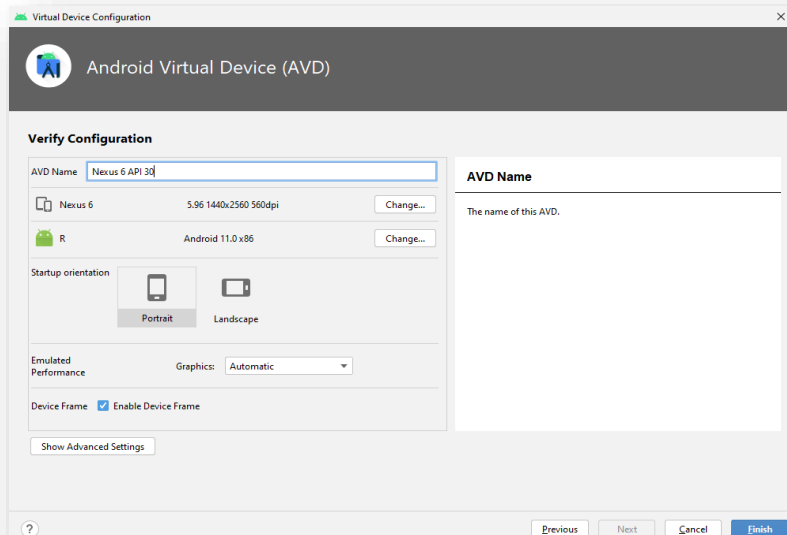 Virtual Device Configuration
Android Virtual Device (AVD)
Verify Configuration
AVD Name Nexus 6 API 30
Nexus 6 5.96 1440x2560 560dpi Change...
R Android 11.0 x86 Change...
Startup orientation
Portrait Landscape
Emulated
Performance
Graphics: Automatic
Device Frame Enable Device Frame
Show Advanced Settings
AVD Name
The name of this AVD.
? Previous Next Cancel Finish